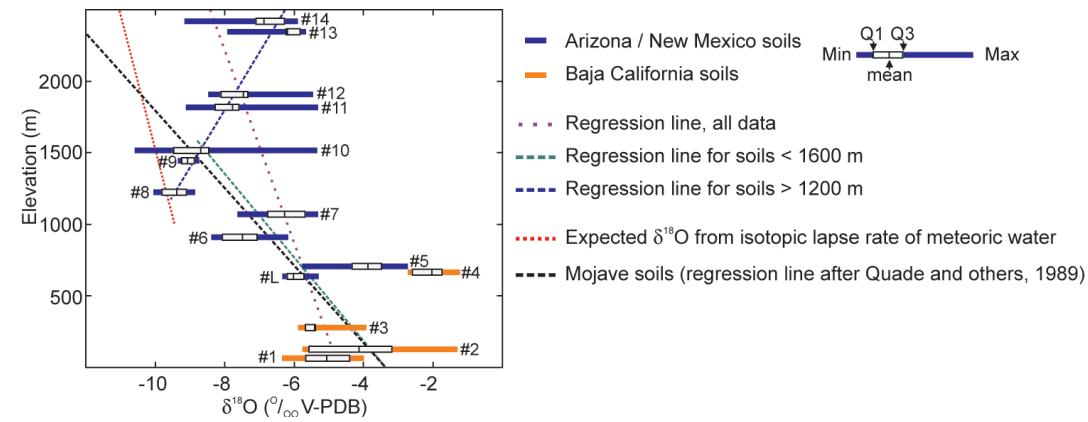 #14
#13
2000
#12
#11
1500
#10
#9
#8
1000
#7
#6
#5
#4
#L
500
#3
#2
#1
-10 -8 -6 -4 -2
δ¹⁸O (⁰/₀₀ V-PDB)
Elevation (m)
Arizona / New Mexico soils
Baja California soils
Q1 Q3
Min Max
mean
Regression line, all data
Regression line for soils < 1600 m
Regression line for soils > 1200 m
Expected δ¹⁸O from isotopic lapse rate of meteoric water
Mojave soils (regression line after Quade and others, 1989)